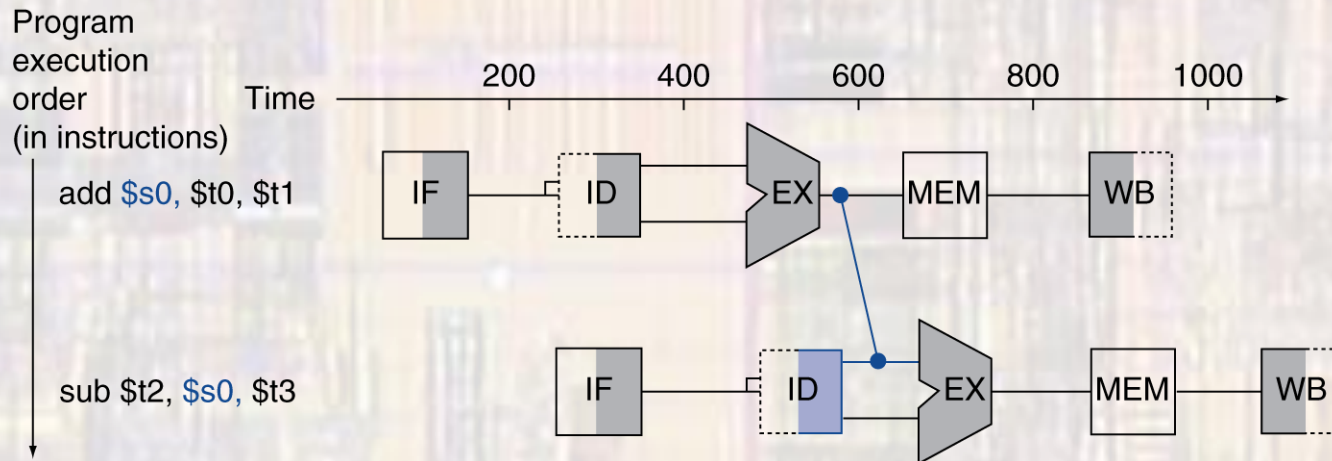 Program
execution
order
(in instructions)
Time
200 400 600 800 1000
add $s0, $t0, $t1
IF ID EX MEM WB
sub $t2, $s0, $t3
IF ID EX MEM WB